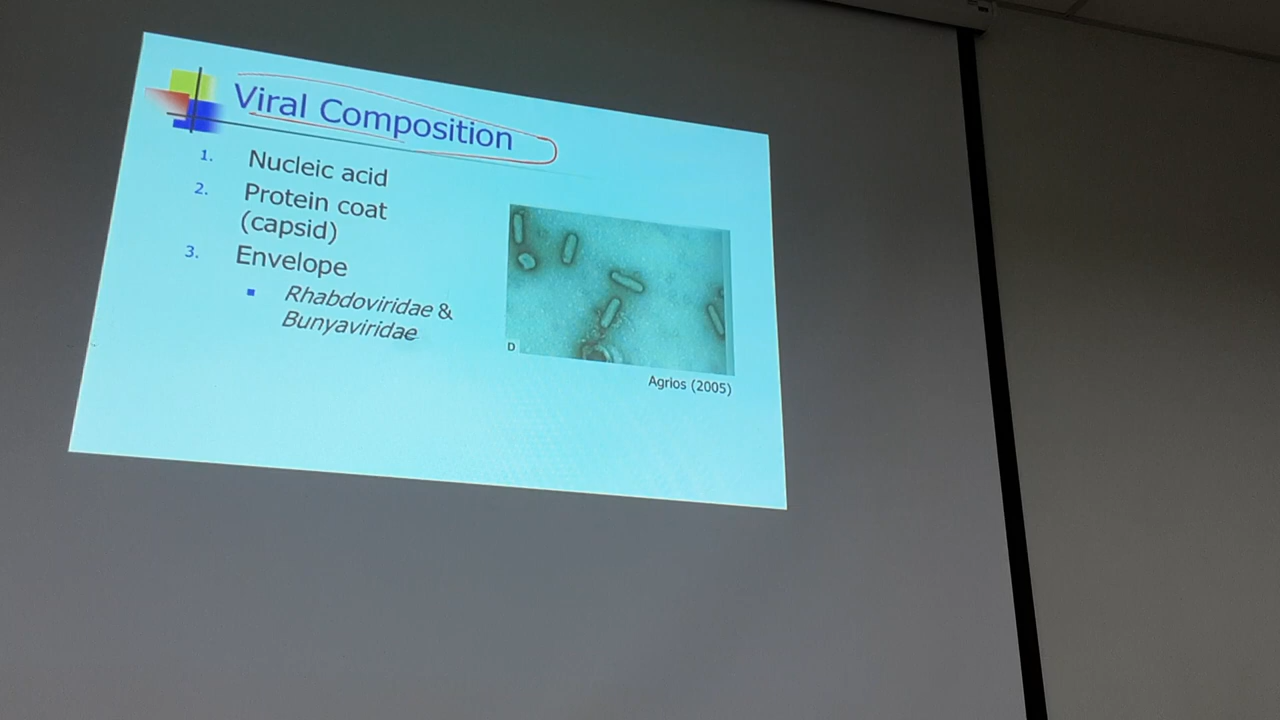 Viral Composition
1. Nucleic acid
2. Protein coat
(capsid)
3. Envelope
▪ Rhabdoviridae &
Bunyaviridae
D
Agrios (2005)